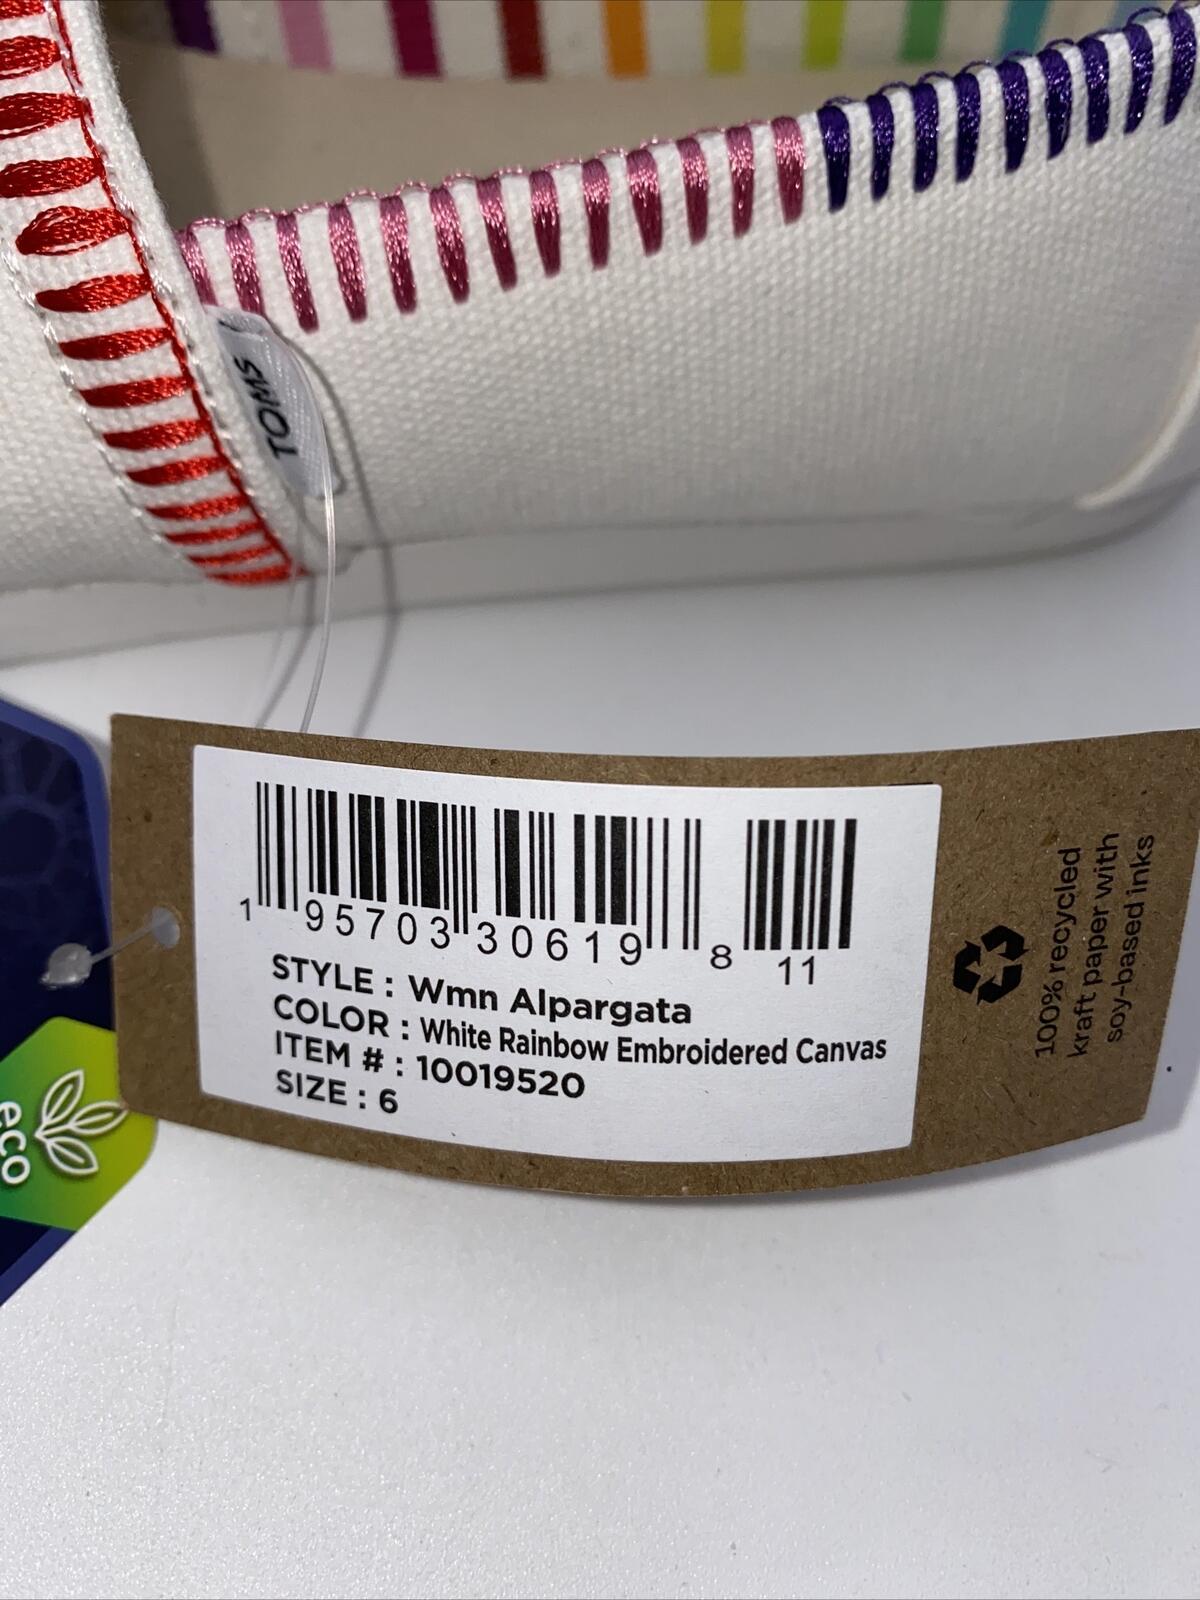 TOMS
1 95703 30619 8 11
STYLE : Wmn Alpargata
COLOR : White Rainbow Embroidered Canvas
ITEM # : 10019520
SIZE : 6
100% recycled
kraft paper with
soy-based inks
eco